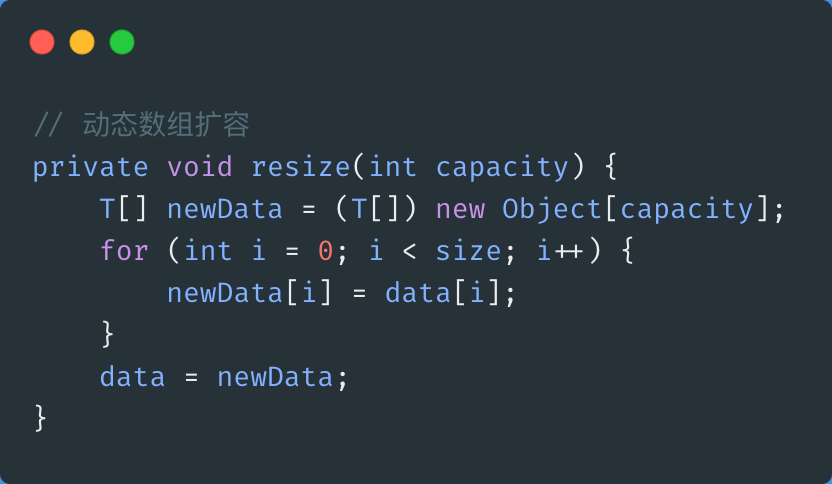 // 动态数组扩容
private void resize(int capacity) {
    T[] newData = (T[]) new Object[capacity];
    for (int i = 0; i < size; i++) {
        newData[i] = data[i];
    }
    data = newData;
}